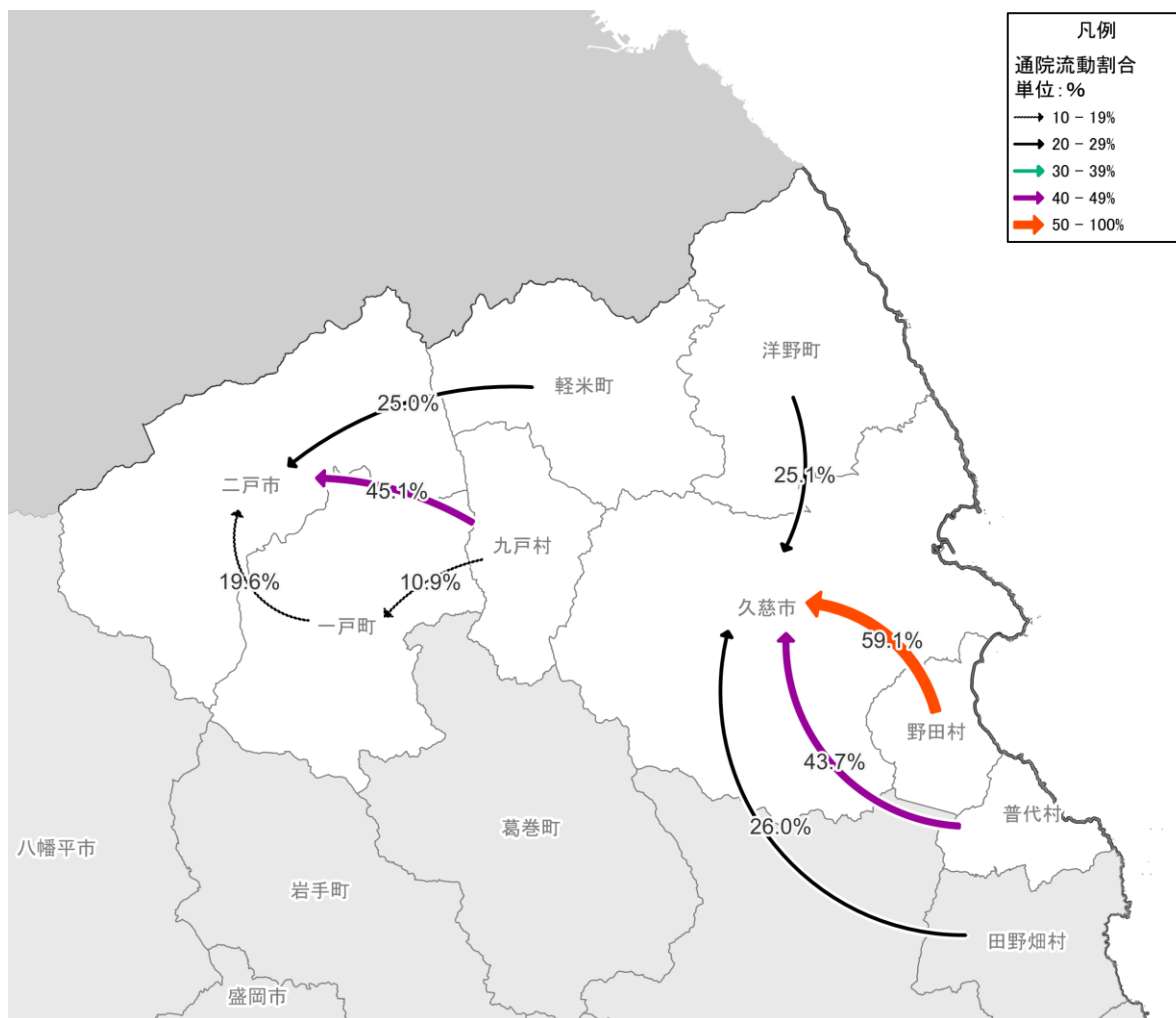 凡例
通院流動割合
単位：％
10 － 19%
20 － 29%
30 － 39%
40 － 49%
50 － 100%
洋野町
軽米町
25.0%
25.1%
二戸市
45.1%
九戸村
19.6%
10.9%
一戸町
久慈市
59.1%
野田村
43.7%
普代村
26.0%
葛巻町
八幡平市
岩手町
田野畑村
盛岡市